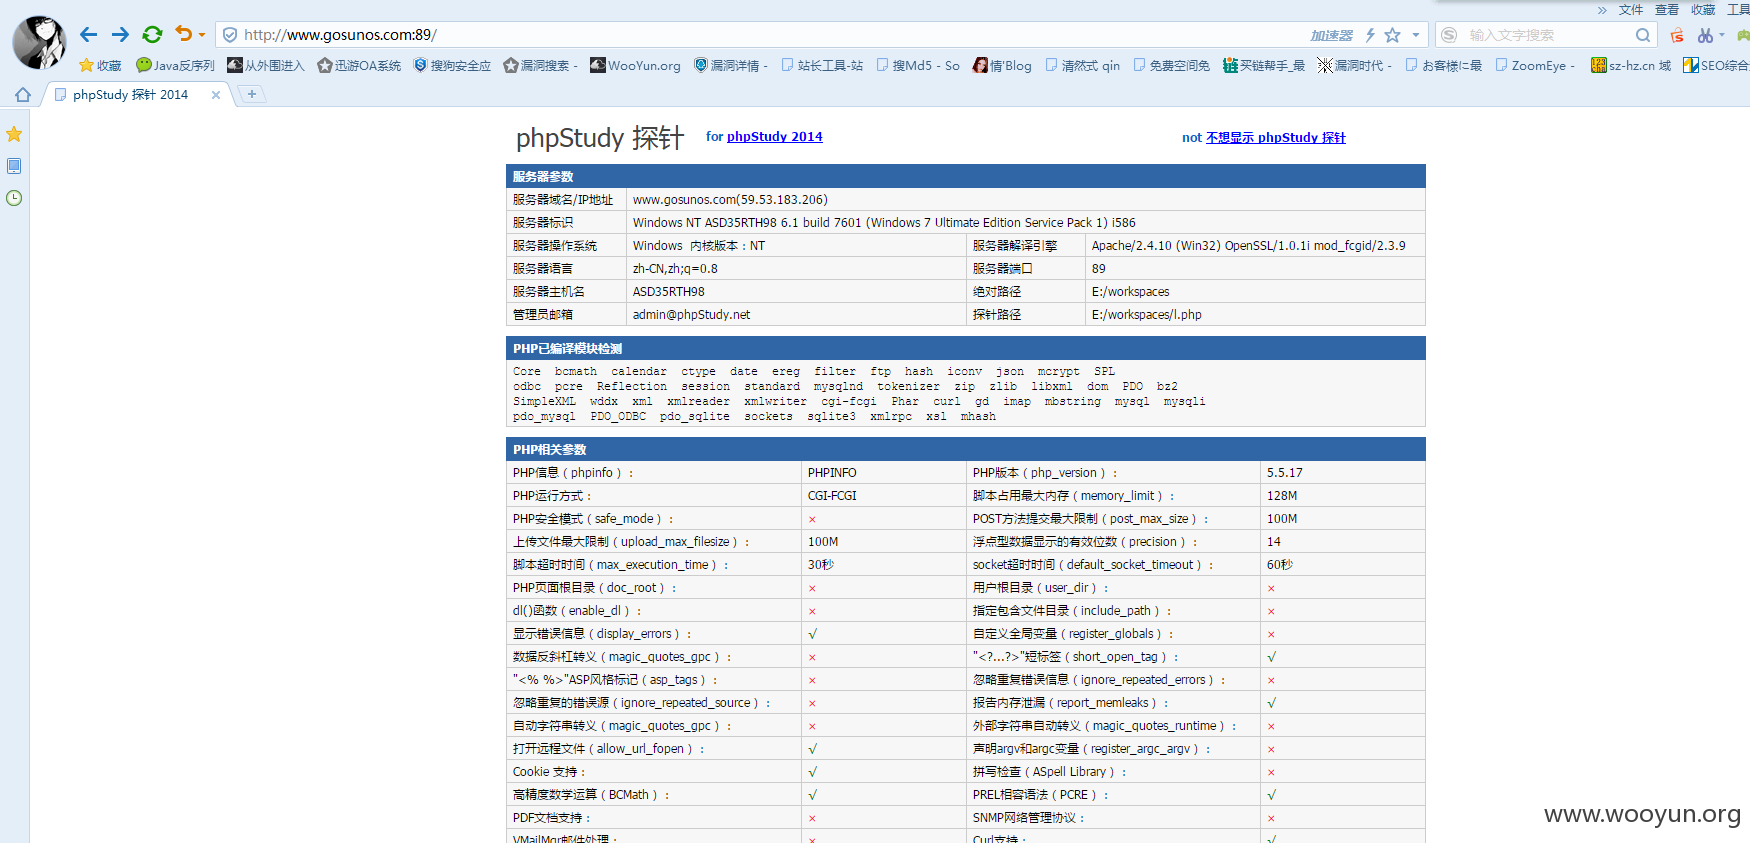 » 文件 查看 收藏 工具
http://www.gosunos.com:89/ 加速器 输入文字搜索
收藏 Java反序列 从外围进入 迅游OA系统 搜狗安全应 漏洞搜索 - WooYun.org 漏洞详情 - 站长工具-站 搜Md5 - So 情'Blog 清然式 qin 免费空间免 买链帮手_最 漏洞时代 - お客様に最 ZoomEye - sz-hz.cn 域 SEO综合
phpStudy 探针 2014
phpStudy 探针 for phpStudy 2014 not 不想显示 phpStudy 探针
服务器参数
服务器域名/IP地址 www.gosunos.com(59.53.183.206)
服务器标识 Windows NT ASD35RTH98 6.1 build 7601 (Windows 7 Ultimate Edition Service Pack 1) i586
服务器操作系统 Windows 内核版本：NT 服务器解译引擎 Apache/2.4.10 (Win32) OpenSSL/1.0.1i mod_fcgid/2.3.9
服务器语言 zh-CN,zh;q=0.8 服务器端口 89
服务器主机名 ASD35RTH98 绝对路径 E:/workspaces
管理员邮箱 admin@phpStudy.net 探针路径 E:/workspaces/l.php
PHP已编译模块检测
Core bcmath calendar ctype date ereg filter ftp hash iconv json mcrypt SPL
odbc pcre Reflection session standard mysqlnd tokenizer zip zlib libxml dom PDO bz2
SimpleXML wddx xml xmlreader xmlwriter cgi-fcgi Phar curl gd imap mbstring mysql mysqli
pdo_mysql PDO_ODBC pdo_sqlite sockets sqlite3 xmlrpc xsl mhash
PHP相关参数
PHP信息（phpinfo）： PHPINFO PHP版本（php_version）： 5.5.17
PHP运行方式： CGI-FCGI 脚本占用最大内存（memory_limit）： 128M
PHP安全模式（safe_mode）： × POST方法提交最大限制（post_max_size）： 100M
上传文件最大限制（upload_max_filesize）： 100M 浮点型数据显示的有效位数（precision）： 14
脚本超时时间（max_execution_time）： 30秒 socket超时时间（default_socket_timeout）： 60秒
PHP页面根目录（doc_root）： × 用户根目录（user_dir）： ×
dl()函数（enable_dl）： × 指定包含文件目录（include_path）： ×
显示错误信息（display_errors）： √ 自定义全局变量（register_globals）： ×
数据反斜杠转义（magic_quotes_gpc）： × "<?...?>"短标签（short_open_tag）： √
"<% %>"ASP风格标记（asp_tags）： × 忽略重复错误信息（ignore_repeated_errors）： ×
忽略重复的错误源（ignore_repeated_source）： × 报告内存泄漏（report_memleaks）： √
自动字符串转义（magic_quotes_gpc）： × 外部字符串自动转义（magic_quotes_runtime）： ×
打开远程文件（allow_url_fopen）： √ 声明argv和argc变量（register_argc_argv）： ×
Cookie 支持： √ 拼写检查（ASpell Library）： ×
高精度数学运算（BCMath）： √ PREL相容语法（PCRE）： √
PDF文档支持： × SNMP网络管理协议： ×
VMailMgr邮件处理： × Curl支持： √
www.wooyun.org